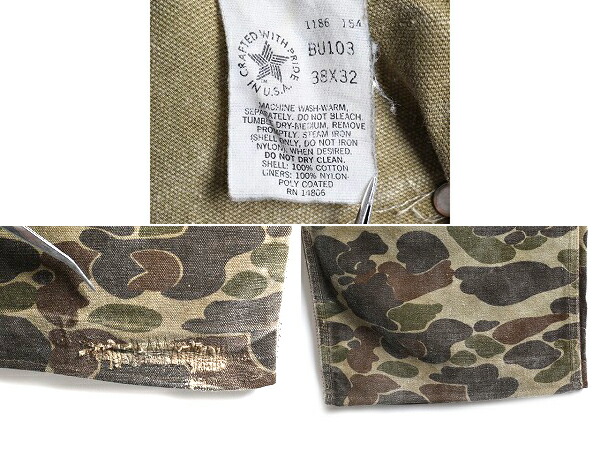 1186 154
CRAFTED WITH PRIDE
IN U.S.A.
BU103
38X32
MACHINE WASH-WARM,
SEPARATELY. DO NOT BLEACH,
TUMBLE DRY-MEDIUM, REMOVE
PROMPTLY. STEAM IRON
(SHELL ONLY, DO NOT IRON
NYLON), WHEN DESIRED.
DO NOT DRY CLEAN.
SHELL: 100% COTTON
LINERS: 100% NYLON-
POLY COATED
RN 14806